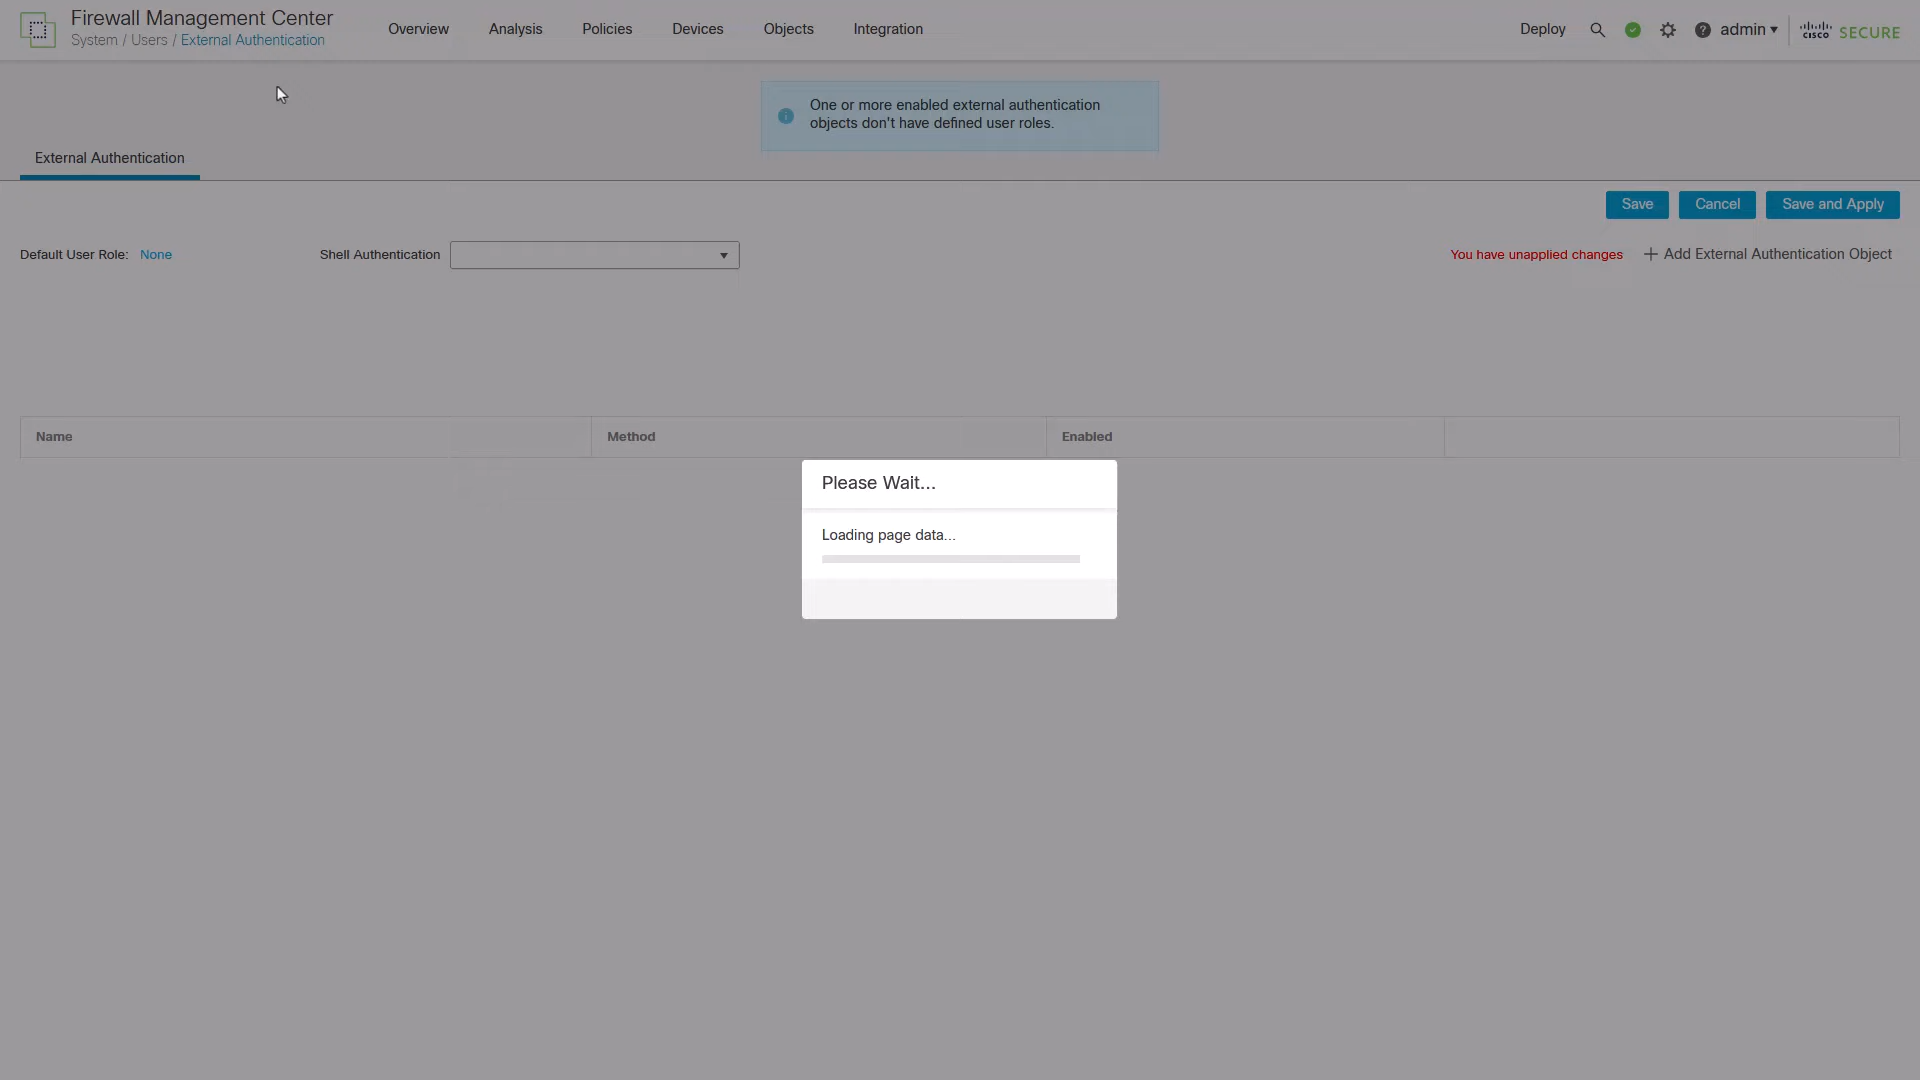 Firewall Management Center
System / Users / External Authentication
Overview
Analysis
Policies
Devices
Objects
Integration
Deploy
admin
cisco SECURE
One or more enabled external authentication
objects don't have defined user roles.
External Authentication
Save
Cancel
Save and Apply
Default User Role: None
Shell Authentication
You have unapplied changes
Add External Authentication Object
Name
Method
Enabled
Please Wait...
Loading page data...